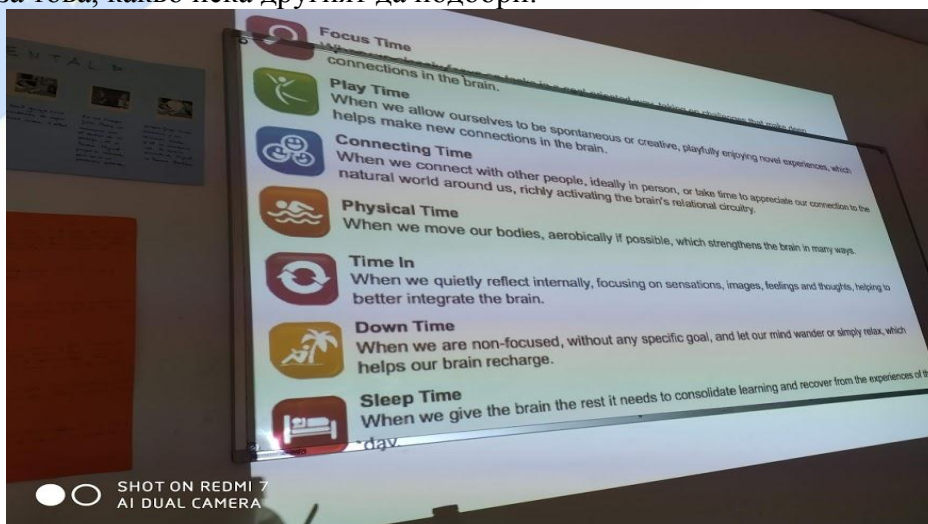 за това, какво пека другият да подобри.
Focus Time
connections in the brain.
Play Time
When we allow ourselves to be spontaneous or creative, playfully enjoying novel experiences, which
helps make new connections in the brain.
Connecting Time
When we connect with other people, ideally in person, or take time to appreciate our connection to the
natural world around us, richly activating the brain's relational circuitry.
Physical Time
When we move our bodies, aerobically if possible, which strengthens the brain in many ways.
Time In
When we quietly reflect internally, focusing on sensations, images, feelings and thoughts, helping to
better integrate the brain.
Down Time
When we are non-focused, without any specific goal, and let our mind wander or simply relax, which
helps our brain recharge.
Sleep Time
When we give the brain the rest it needs to consolidate learning and recover from the experiences of
day.
SHOT ON REDMI 7
AI DUAL CAMERA